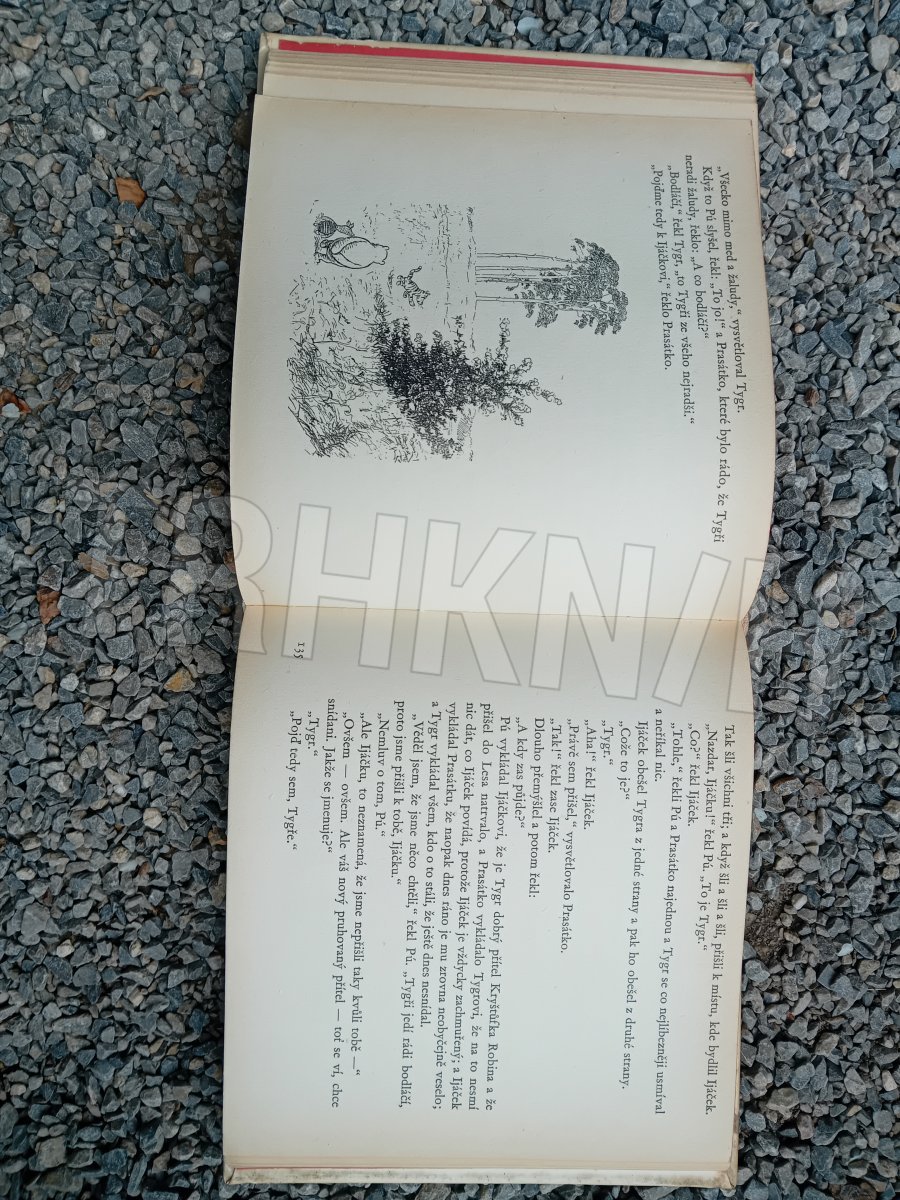 „Všecko mimo med a žaludy,“ vysvětloval Tygr.
Když to Pú slyšel, řekl: „To jo!“ a Prasátko, které bylo rádo, že Tygři
neradi žaludy, řeklo: „A co bodláčí?“
„Bodláčí,“ řekl Tygr, „to Tygři ze všeho nejradši.“
„Pojďme tedy k Ijáčkovi,“ řeklo Prasátko.
Tak šli všichni tři; a když šli a šli a šli, přišli k místu, kde bydlil Ijáček.
„Nazdar, Ijáčku!“ řekl Pú. „To je Tygr.“
„Co?“ řekl Ijáček.
„Tohle,“ řekli Pú a Prasátko najednou a Tygr se co nejlíbezněji usmíval
a neříkal nic.
Ijáček obešel Tygra z jedné strany a pak ho obešel z druhé strany.
„Cože to je?“
„Tygr.“
„Aha!“ řekl Ijáček.
„Právě sem přišel,“ vysvětlovalo Prasátko.
„Tak!“ řekl zase Ijáček.
Dlouho přemýšlel a potom řekl:
„A kdy zas půjde?“
Pú vykládal Ijáčkovi, že je Tygr dobrý přítel Kryštůfka Robina a že
přišel do Lesa natrvalo, a Prasátko vykládalo Tygrovi, že na to nesmí
nic dát, co Ijáček povídá, protože Ijáček je vždycky zachmuřený; a Ijáček
vykládal Prasátku, že naopak dnes ráno je mu zrovna neobyčejně veselo;
a Tygr vykládal všem, kdo o to stáli, že ještě dnes nesnídal.
„Věděl jsem, že jsme něco chtěli,“ řekl Pú. „Tygři jedí rádi bodláčí,
proto jsme přišli k tobě, Ijáčku.“
„Nemluv o tom, Pú.“
„Ale Ijáčku, to neznamená, že jsme nepřišli taky kvůli tobě —“
„Ovšem — ovšem. Ale váš nový pruhovaný přítel — toť se ví, chce
snídani. Jakže se jmenuje?“
„Tygr.“
„Pojď tedy sem, Tygře.“
135